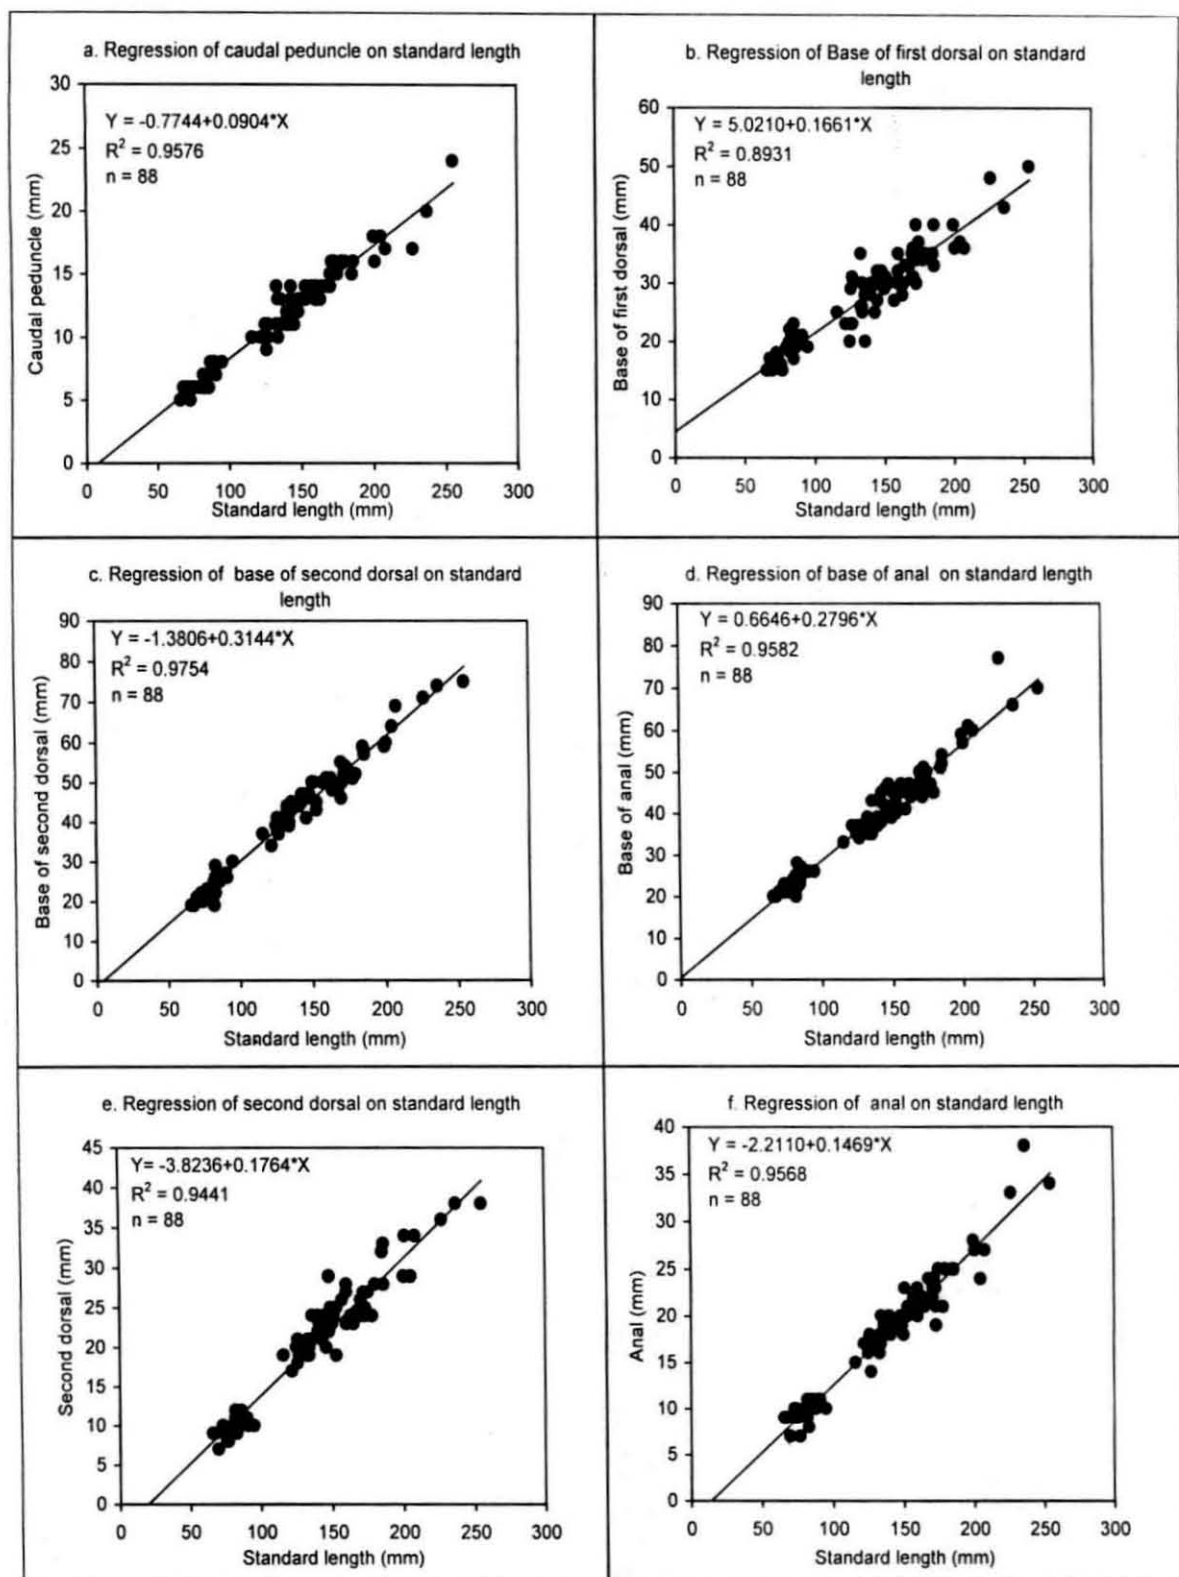 a. Regression of caudal peduncle on standard length
Y = -0.7744+0.0904*X
R² = 0.9576
n = 88
30
25
20
15
10
5
0
Caudal peduncle (mm)
0 50 100 150 200 250 300
Standard length (mm)
b. Regression of Base of first dorsal on standard
length
Y = 5.0210+0.1661*X
R² = 0.8931
n = 88
60
50
40
30
20
10
0
Base of first dorsal (mm)
0 50 100 150 200 250 300
Standard length (mm)
c. Regression of base of second dorsal on standard
length
Y = -1.3806+0.3144*X
R² = 0.9754
n = 88
90
80
70
60
50
40
30
20
10
0
Base of second dorsal (mm)
0 50 100 150 200 250 300
Standard length (mm)
d. Regression of base of anal on standard length
Y = 0.6646+0.2796*X
R² = 0.9582
n = 88
90
80
70
60
50
40
30
20
10
0
Base of anal (mm)
0 50 100 150 200 250 300
Standard length (mm)
e. Regression of second dorsal on standard length
Y= -3.8236+0.1764*X
R² = 0.9441
n = 88
45
40
35
30
25
20
15
10
5
0
Second dorsal (mm)
0 50 100 150 200 250 300
Standard length (mm)
f. Regression of anal on standard length
Y = -2.2110+0.1469*X
R² = 0.9568
n = 88
40
35
30
25
20
15
10
5
0
Anal (mm)
0 50 100 150 200 250 300
Standard length (mm)